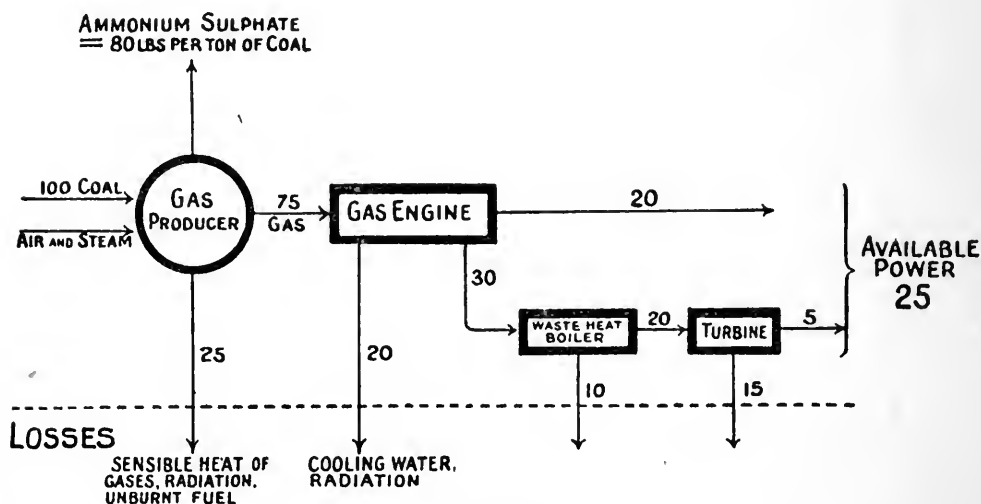 AMMONIUM SULPHATE
= 80 LBS PER TON OF COAL
100 COAL
AIR AND STEAM
GAS
PRODUCER
75
GAS
GAS ENGINE
20
AVAILABLE
POWER
25
30
WASTE HEAT
BOILER
20
TURBINE
5
25
20
10
15
LOSSES
SENSIBLE HEAT OF
GASES, RADIATION.
UNBURNT FUEL
COOLING WATER,
RADIATION